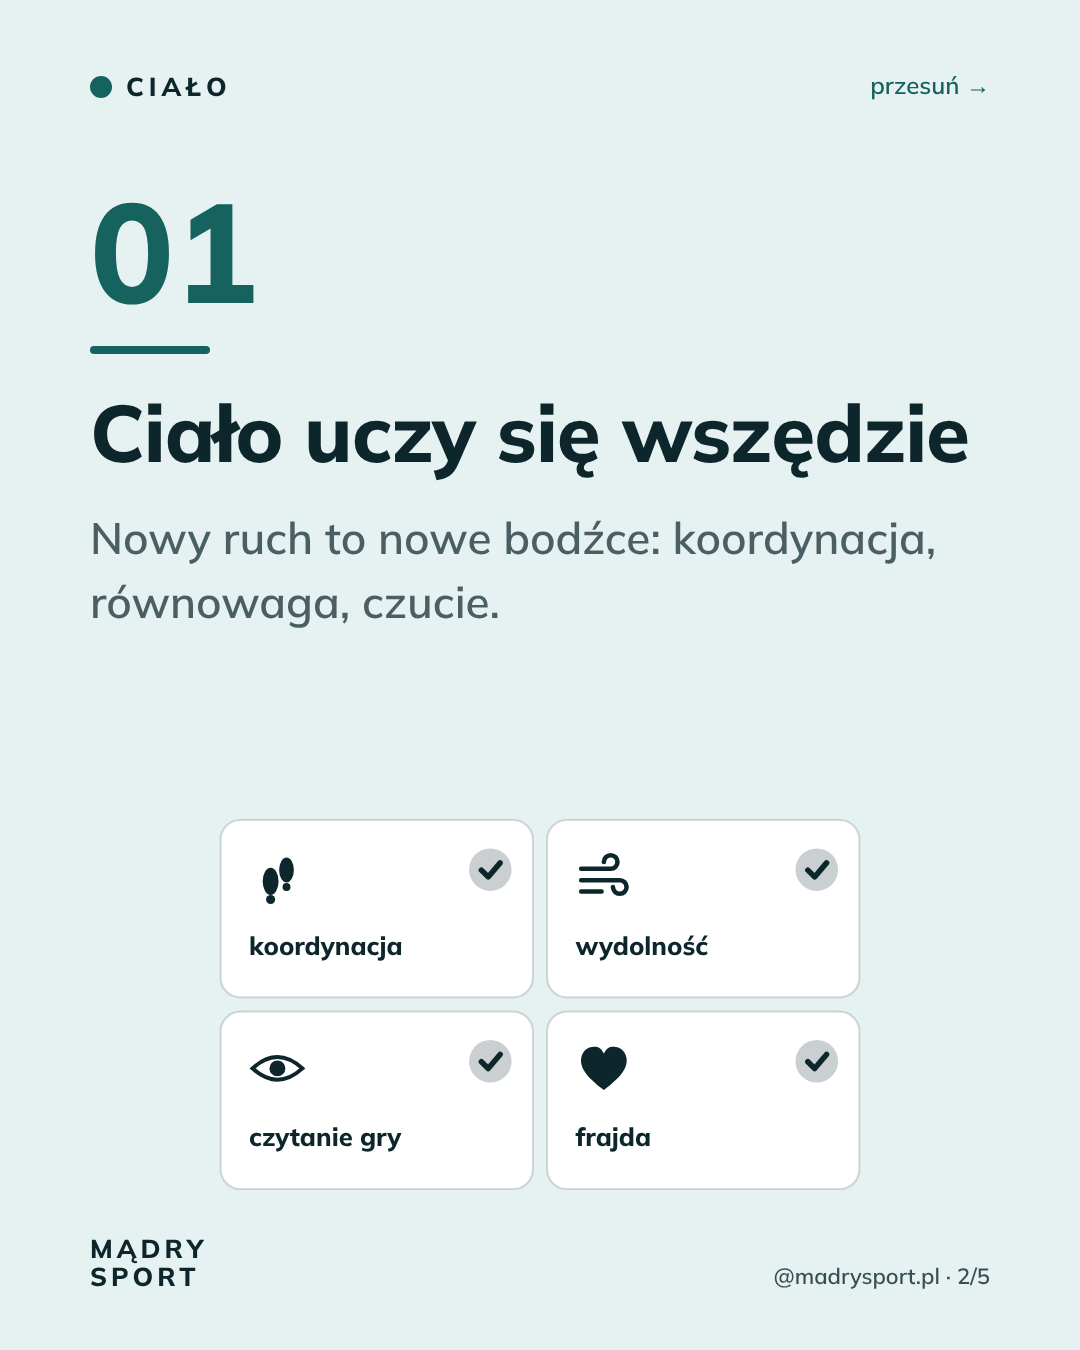 CIAŁO
przesuń →
01
Ciało uczy się wszędzie
Nowy ruch to nowe bodźce: koordynacja,
równowaga, czucie.
koordynacja
wydolność
czytanie gry
frajda
MĄDRY
SPORT
@madrysport.pl · 2/5